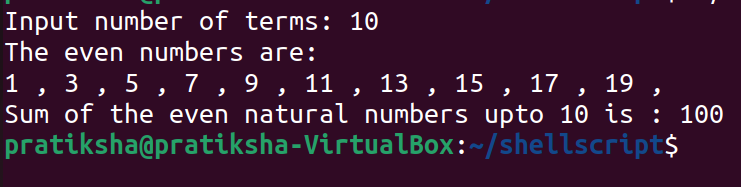 Input number of terms: 10
The even numbers are:
1 , 3 , 5 , 7 , 9 , 11 , 13 , 15 , 17 , 19 ,
Sum of the even natural numbers upto 10 is : 100
pratiksha@pratiksha-VirtualBox:~/shellscript$